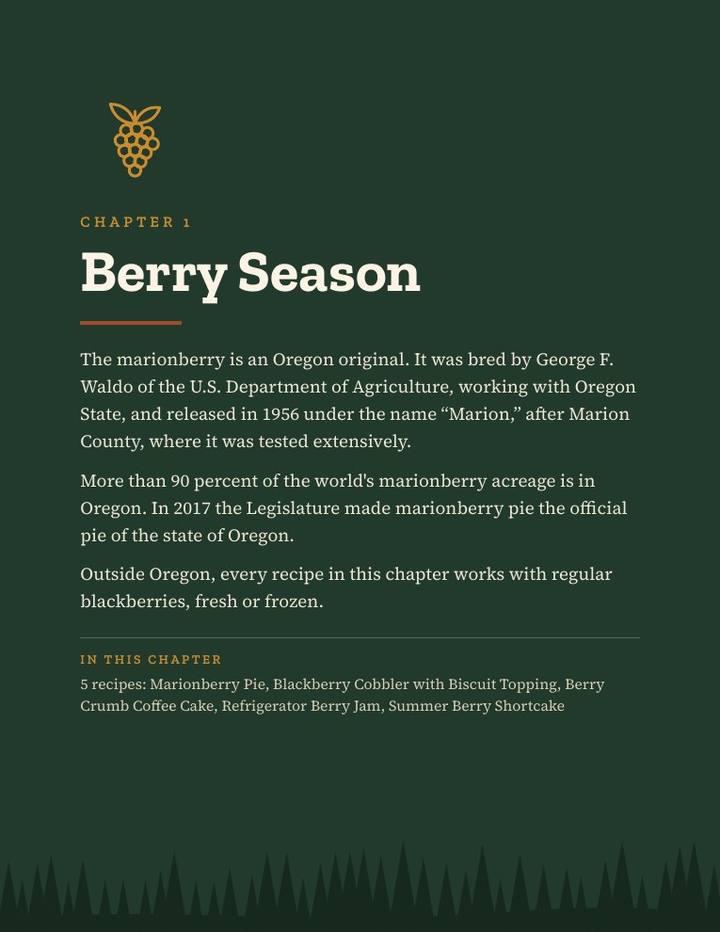 CHAPTER 1
Berry Season
The marionberry is an Oregon original. It was bred by George F.
Waldo of the U.S. Department of Agriculture, working with Oregon
State, and released in 1956 under the name “Marion,” after Marion
County, where it was tested extensively.
More than 90 percent of the world's marionberry acreage is in
Oregon. In 2017 the Legislature made marionberry pie the official
pie of the state of Oregon.
Outside Oregon, every recipe in this chapter works with regular
blackberries, fresh or frozen.
IN THIS CHAPTER
5 recipes: Marionberry Pie, Blackberry Cobbler with Biscuit Topping, Berry
Crumb Coffee Cake, Refrigerator Berry Jam, Summer Berry Shortcake